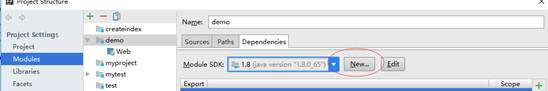 Project Structure
Project Settings
Project
Modules
Libraries
Facets
createindex
demo
Web
myproject
mytest
test
Name: demo
Sources Paths Dependencies
Module SDK: 1.8 (java version "1.8.0_65") New... Edit
Export Scope